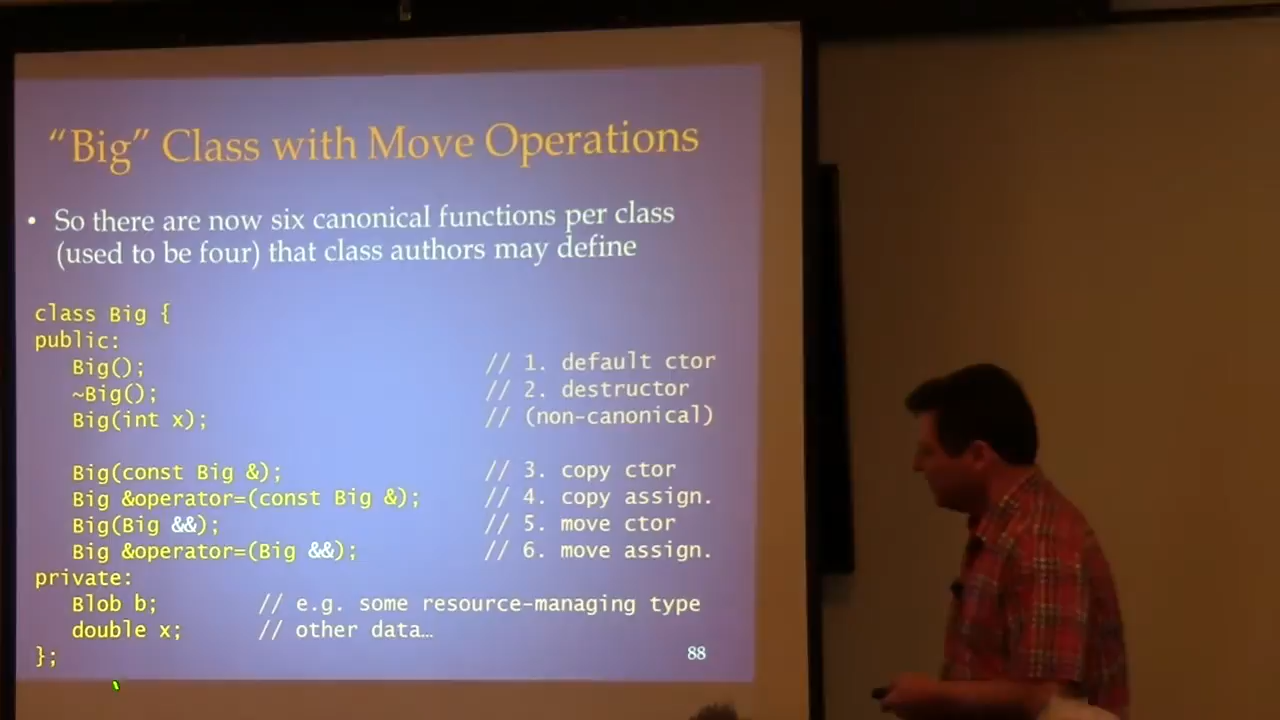 “Big” Class with Move Operations
• So there are now six canonical functions per class
(used to be four) that class authors may define
class Big {
public:
Big(); // 1. default ctor
~Big(); // 2. destructor
Big(int x); // (non-canonical)
Big(const Big &); // 3. copy ctor
Big &operator=(const Big &); // 4. copy assign.
Big(Big &&); // 5. move ctor
Big &operator=(Big &&); // 6. move assign.
private:
Blob b; // e.g. some resource-managing type
double x; // other data…
};
88